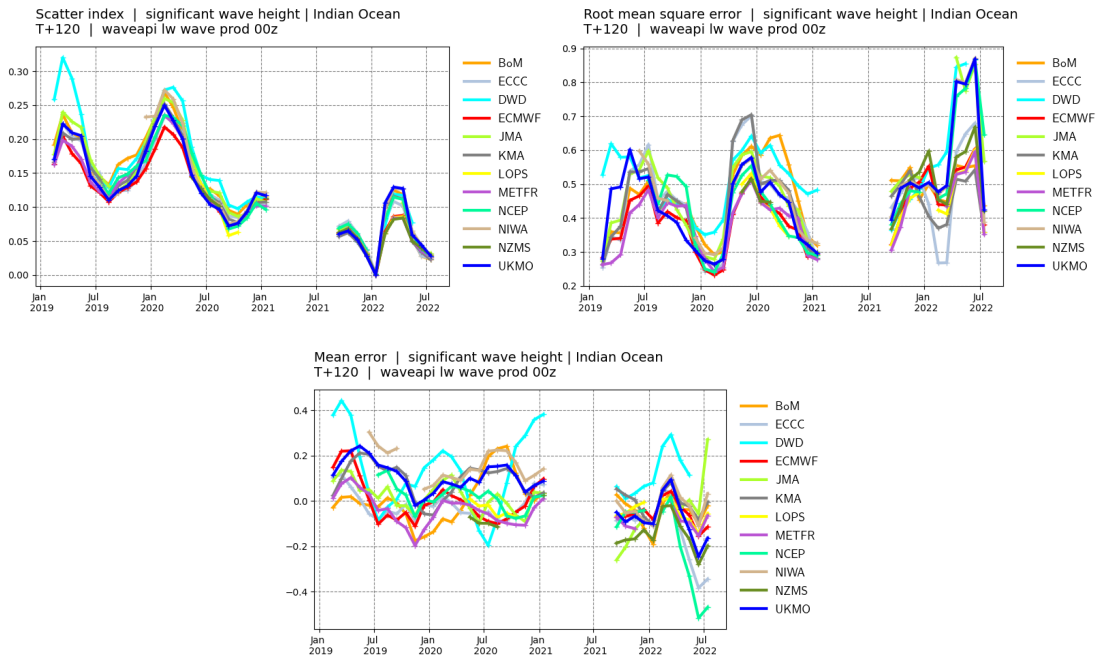 Scatter index | significant wave height | Indian Ocean
T+120 | waveapi lw wave prod 00z
0.30
0.25
0.20
0.15
0.10
0.05
0.00
Jan 2019
Jul 2019
Jan 2020
Jul 2020
Jan 2021
Jul 2021
Jan 2022
Jul 2022
BoM
ECCC
DWD
ECMWF
JMA
KMA
LOPS
METFR
NCEP
NIWA
NZMS
UKMO
Root mean square error | significant wave height | Indian Ocean
T+120 | waveapi lw wave prod 00z
0.9
0.8
0.7
0.6
0.5
0.4
0.3
0.2
Jan 2019
Jul 2019
Jan 2020
Jul 2020
Jan 2021
Jul 2021
Jan 2022
Jul 2022
BoM
ECCC
DWD
ECMWF
JMA
KMA
LOPS
METFR
NCEP
NIWA
NZMS
UKMO
Mean error | significant wave height | Indian Ocean
T+120 | waveapi lw wave prod 00z
0.4
0.2
0.0
−0.2
−0.4
Jan 2019
Jul 2019
Jan 2020
Jul 2020
Jan 2021
Jul 2021
Jan 2022
Jul 2022
BoM
ECCC
DWD
ECMWF
JMA
KMA
LOPS
METFR
NCEP
NIWA
NZMS
UKMO